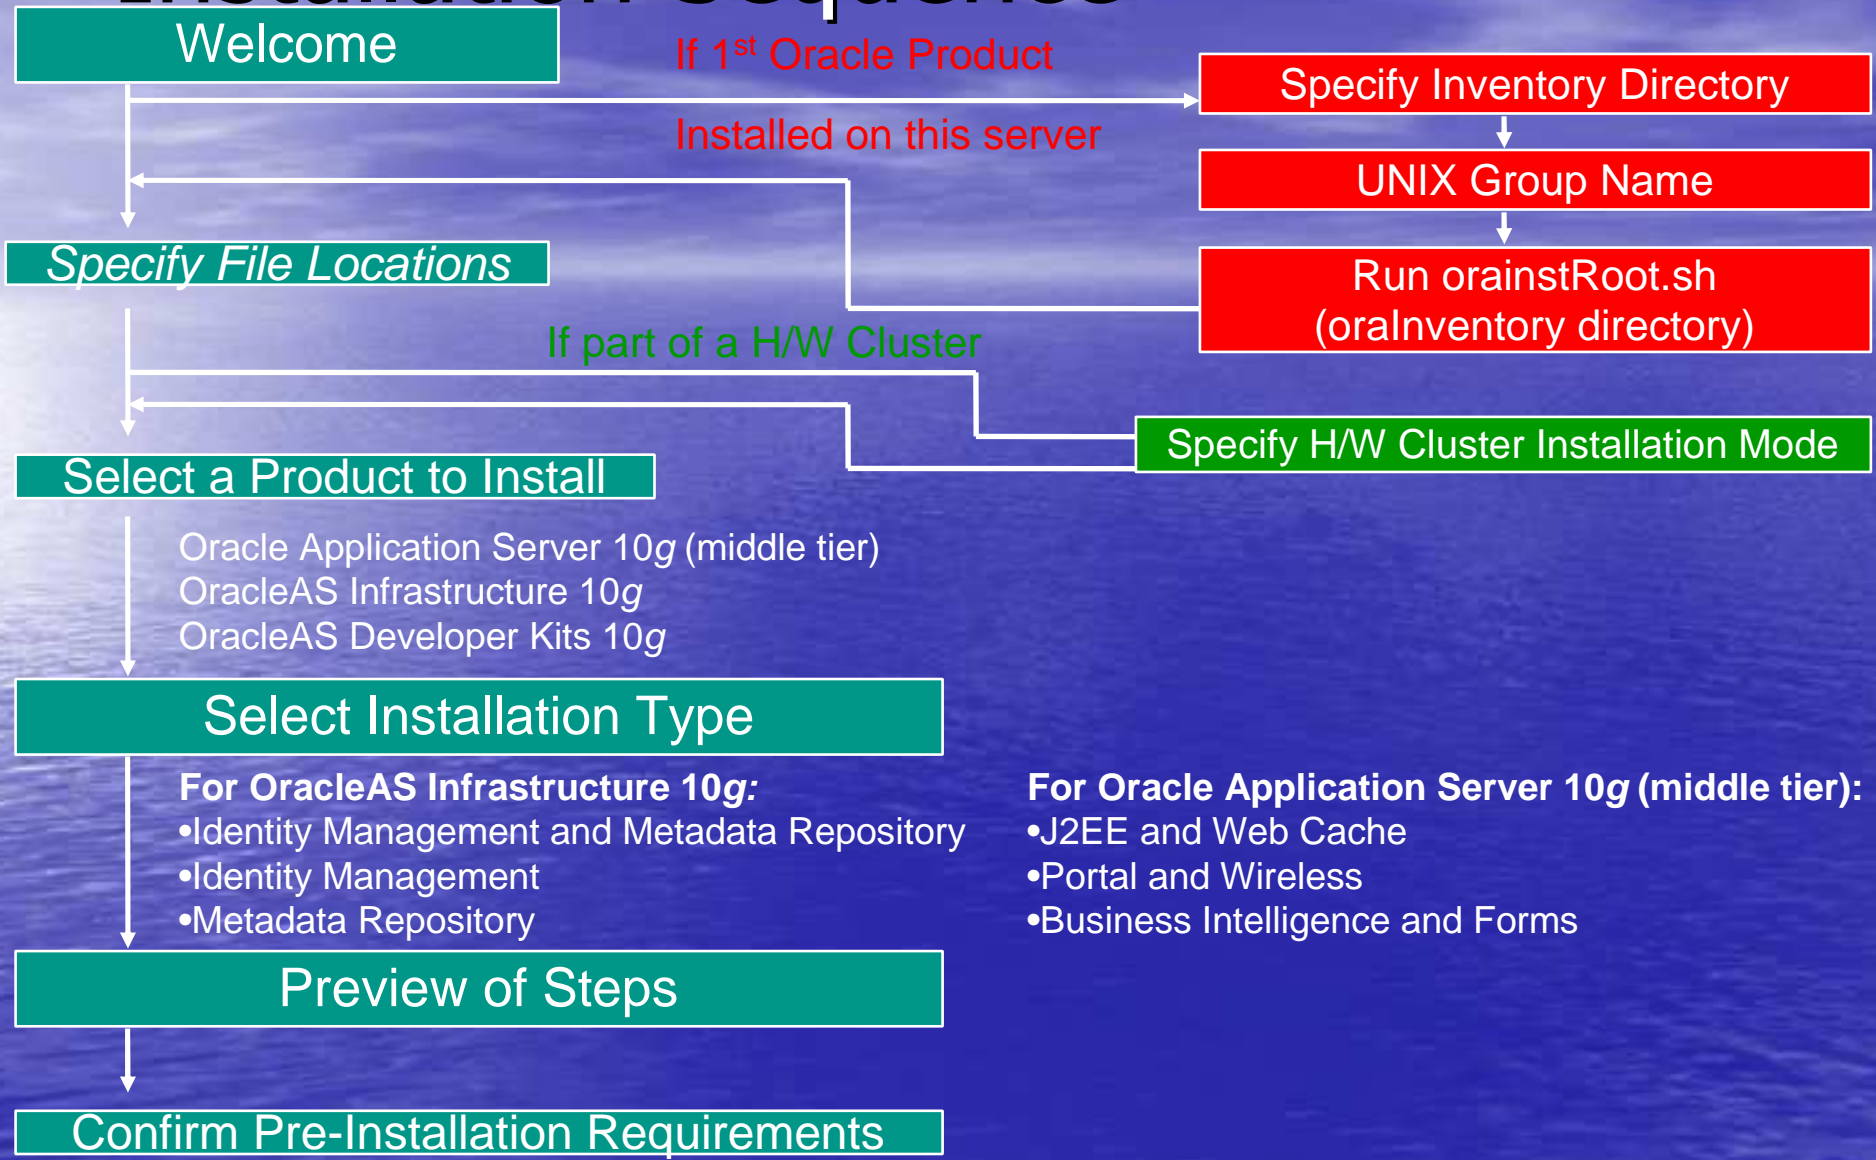 Installation Sequence
Welcome
If 1st Oracle Product
Installed on this server
Specify Inventory Directory
UNIX Group Name
Run orainstRoot.sh
(oraInventory directory)
Specify File Locations
If part of a H/W Cluster
Specify H/W Cluster Installation Mode
Select a Product to Install
Oracle Application Server 10g (middle tier)
OracleAS Infrastructure 10g
OracleAS Developer Kits 10g
Select Installation Type
For OracleAS Infrastructure 10g:
•Identity Management and Metadata Repository
•Identity Management
•Metadata Repository
For Oracle Application Server 10g (middle tier):
•J2EE and Web Cache
•Portal and Wireless
•Business Intelligence and Forms
Preview of Steps
Confirm Pre-Installation Requirements